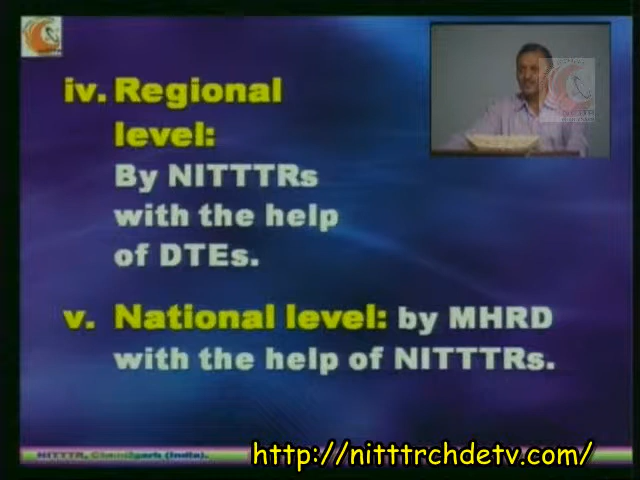 iv. Regional
level:
By NITTTRs
with the help
of DTEs.
v. National level: by MHRD
with the help of NITTTRs.
NITTTR, Chandigarh (India).
http://nitttrchdetv.com/